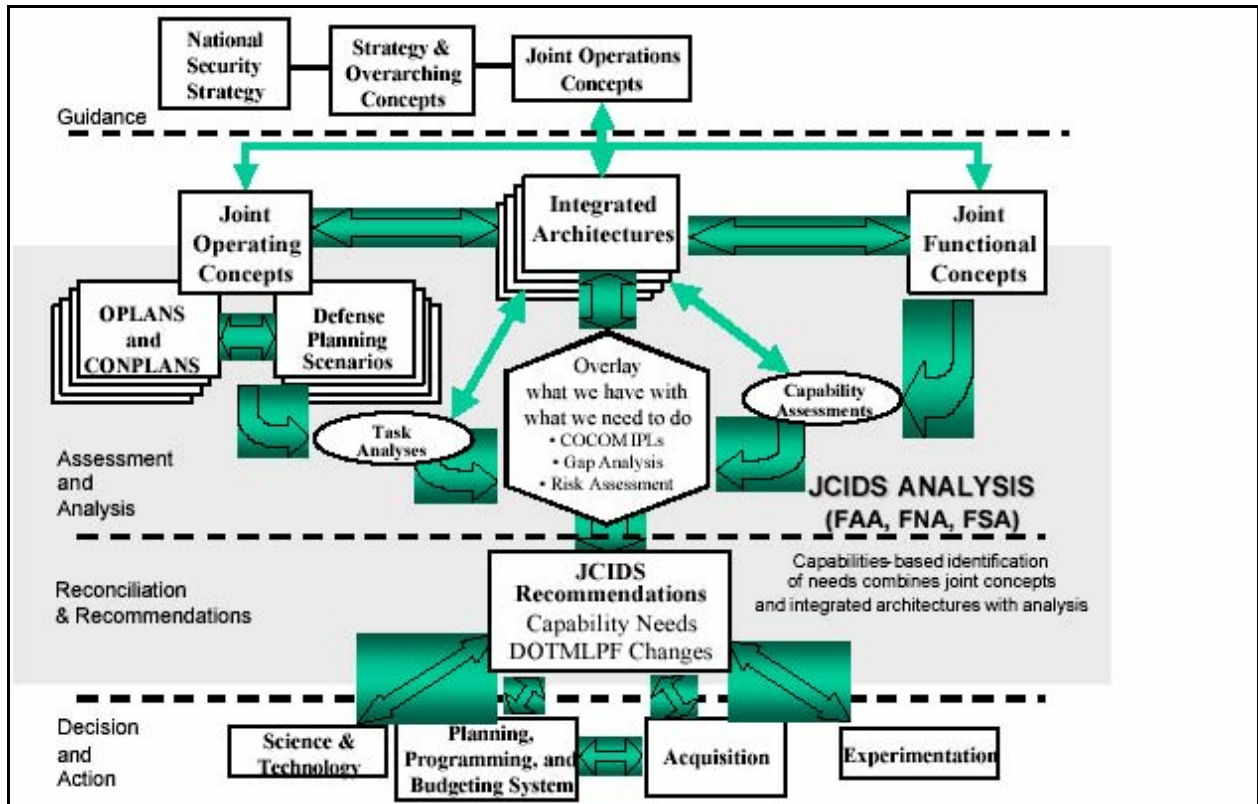 National
Security
Strategy
Strategy &
Overarching
Concepts
Joint Operations
Concepts
Guidance
Joint
Operating
Concepts
Integrated
Architectures
Joint
Functional
Concepts
OPLANS
and
CONPLANS
Defense
Planning
Scenarios
Overlay
what we have with
what we need to do
• COCOM IPLs
• Gap Analysis
• Risk Assessment
Capability
Assessments
Task
Analyses
Assessment
and
Analysis
JCIDS ANALYSIS
(FAA, FNA, FSA)
Reconciliation
& Recommendations
JCIDS
Recommendations
Capability Needs
DOTMLPF Changes
Capabilities-based identification
of needs combines joint concepts
and integrated architectures with analysis
Decision
and
Action
Science &
Technology
Planning,
Programming, and
Budgeting System
Acquisition
Experimentation